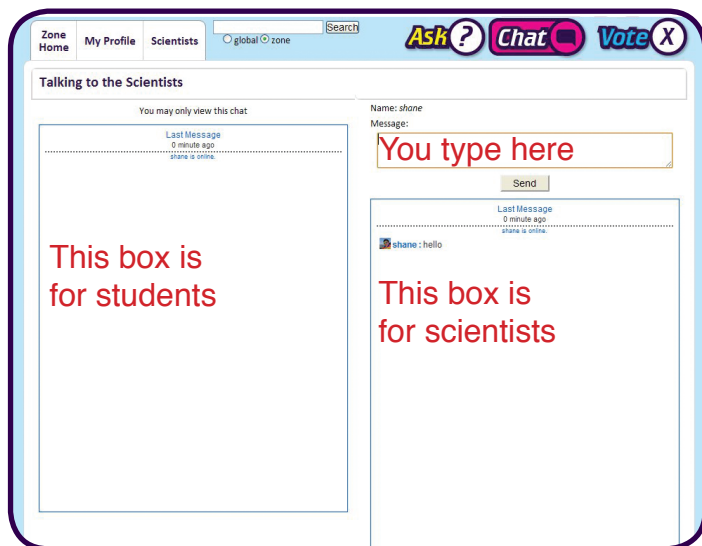 Zone Home My Profile Scientists
Search
global zone
Ask ? Chat Vote X
Talking to the Scientists
You may only view this chat
Last Message
0 minute ago
shane is online.
This box is
for students
Name: shane
Message:
You type here
Send
Last Message
0 minute ago
shane is online.
shane : hello
This box is
for scientists